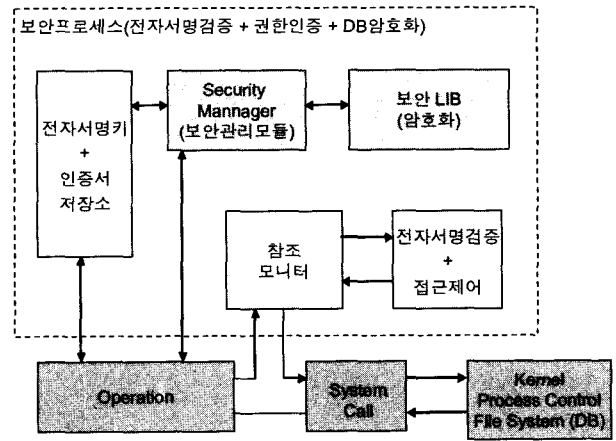 보안프로세스(전자서명검증 + 권한인증 + DB암호화)
전자서명키
+
인증서
저장소
Security
Mannager
(보안관리모듈)
보안 LIB
(암호화)
참조
모니터
전자서명검증
+
접근제어
Operation
System
Call
Kernel
Process Control
File System (DB)